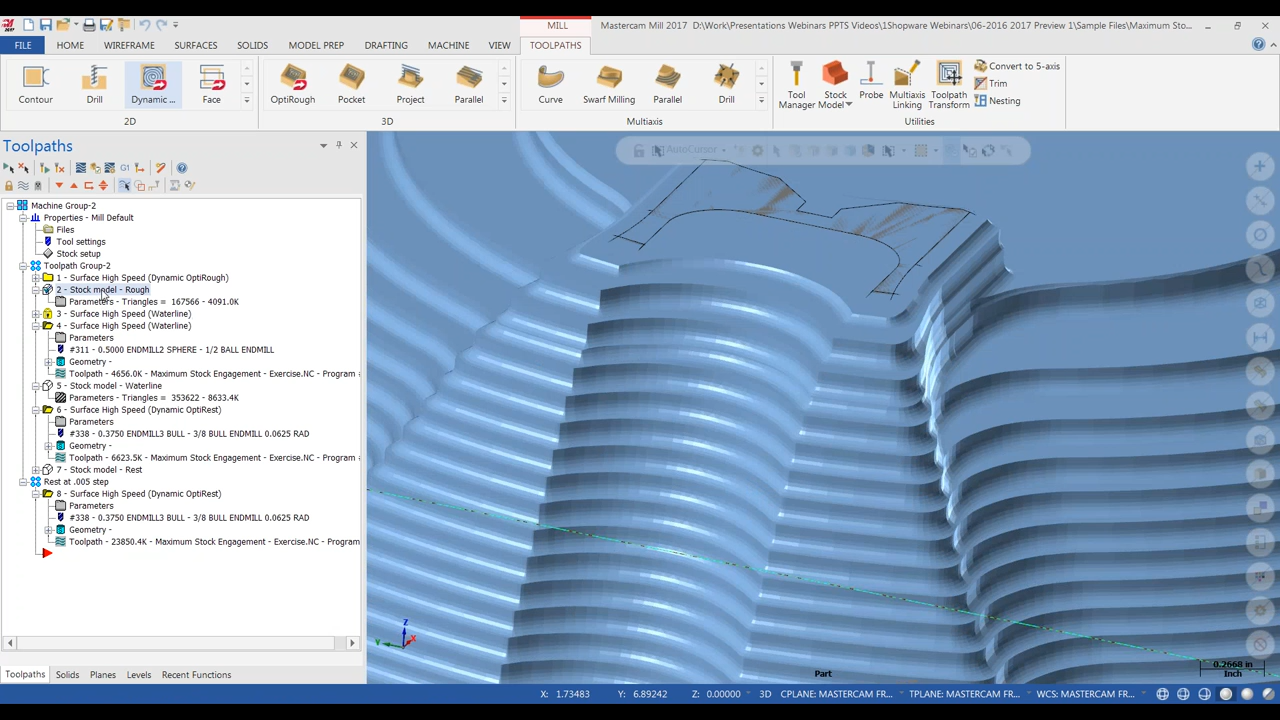 MILL
Mastercam Mill 2017 D:\Work\Presentations Webinars PPTS Videos\1Shopware Webinars\06-2016 2017 Preview 1\Sample Files\Maximum Sto...
FILE HOME WIREFRAME SURFACES SOLIDS MODEL PREP DRAFTING MACHINE VIEW TOOLPATHS
Contour Drill Dynamic ... Face
2D
OptiRough Pocket Project Parallel
3D
Curve Swarf Milling Parallel Drill
Multiaxis
Tool Manager Stock Model Probe Multiaxis Linking Toolpath Transform
Convert to 5-axis
Trim
Nesting
Utilities
Toolpaths
G1
AutoCursor
Machine Group-2
Properties - Mill Default
Files
Tool settings
Stock setup
Toolpath Group-2
1 - Surface High Speed (Dynamic OptiRough)
2 - Stock model - Rough
Parameters - Triangles = 167566 - 4091.0K
3 - Surface High Speed (Waterline)
4 - Surface High Speed (Waterline)
Parameters
#311 - 0.5000 ENDMILL2 SPHERE - 1/2 BALL ENDMILL
Geometry -
Toolpath - 4656.0K - Maximum Stock Engagement - Exercise.NC - Program #
5 - Stock model - Waterline
Parameters - Triangles = 353622 - 8633.4K
6 - Surface High Speed (Dynamic OptiRest)
Parameters
#338 - 0.3750 ENDMILL3 BULL - 3/8 BULL ENDMILL 0.0625 RAD
Geometry -
Toolpath - 6623.5K - Maximum Stock Engagement - Exercise.NC - Program #
7 - Stock model - Rest
Rest at .005 step
8 - Surface High Speed (Dynamic OptiRest)
Parameters
#338 - 0.3750 ENDMILL3 BULL - 3/8 BULL ENDMILL 0.0625 RAD
Geometry -
Toolpath - 23850.4K - Maximum Stock Engagement - Exercise.NC - Program
Z
Y
X
Part
0.2668 in
Inch
Toolpaths Solids Planes Levels Recent Functions
X: 1.73483 Y: 6.89242 Z: 0.00000 3D CPLANE: MASTERCAM FR... TPLANE: MASTERCAM FR... WCS: MASTERCAM FR...